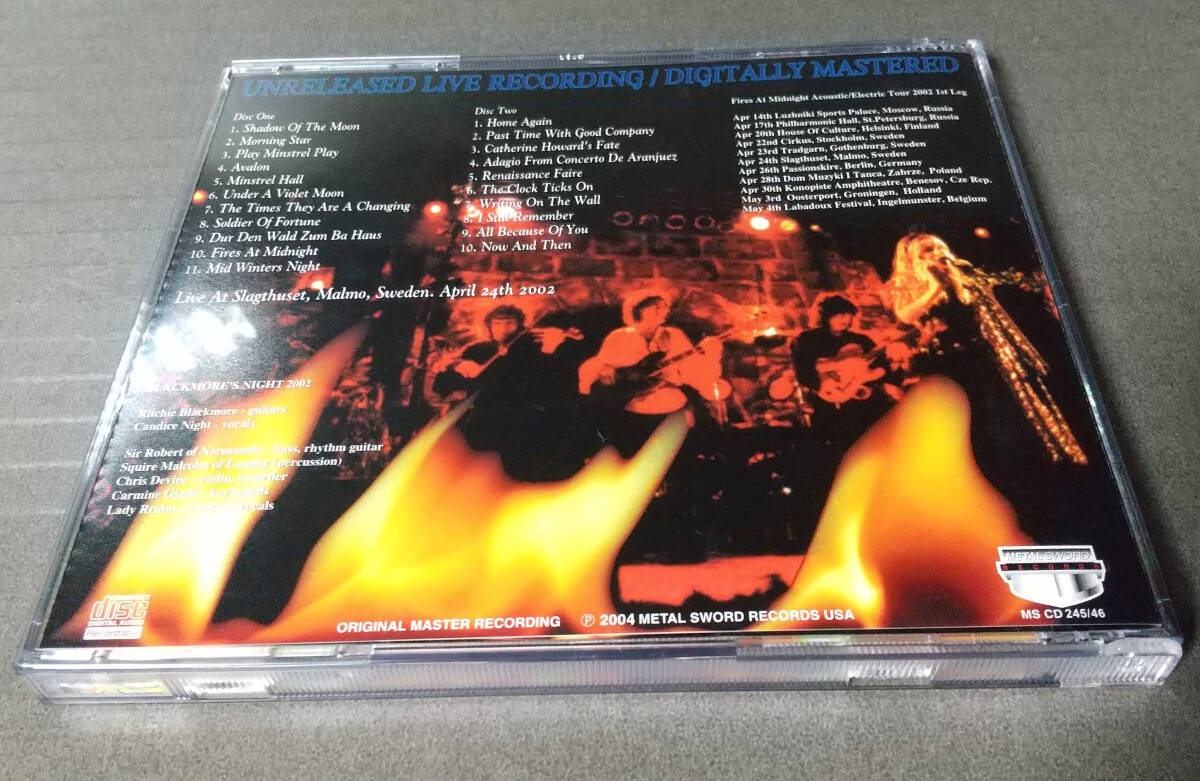 UNRELEASED LIVE RECORDING / DIGITALLY MASTERED
Disc One
1. Shadow Of The Moon
2. Morning Star
3. Play Minstrel Play
4. Avalon
5. Minstrel Hall
6. Under A Violet Moon
7. The Times They Are A Changing
8. Soldier Of Fortune
9. Dur Den Wald Zum Ba Haus
10. Fires At Midnight
11. Mid Winters Night
Disc Two
1. Home Again
2. Past Time With Good Company
3. Catherine Howard's Fate
4. Adagio From Concerto De Aranjuez
5. Renaissance Faire
6. The Clock Ticks On
7. Writing On The Wall
8. I Still Remember
9. All Because Of You
10. Now And Then
Fires At Midnight Acoustic/Electric Tour 2002 1st Leg
Apr 14th Luzhniki Sports Palace, Moscow, Russia
Apr 17th Philharmonic Hall, St.Petersburg, Russia
Apr 20th House Of Culture, Helsinki, Finland
Apr 22nd Cirkus, Stockholm, Sweden
Apr 23rd Tradgarn, Gothenburg, Sweden
Apr 24th Slagthuset, Malmo, Sweden
Apr 26th Passionskire, Berlin, Germany
Apr 28th Dom Muzyki I Tanca, Zabrze, Poland
Apr 30th Konopiste Amphitheatre, Benesov, Cze Rep.
May 3rd Oosterport, Groningen, Holland
May 4th Labadoux Festival, Ingelmunster, Belgium
Live At Slagthuset, Malmo, Sweden. April 24th 2002
BLACKMORE'S NIGHT 2002
Ritchie Blackmore - guitars
Candice Night - vocals
Sir Robert of Normandie - bass, rhythm guitar
Squire Malcolm of (percussion)
Chris Devine - violin, recorder
Carmine - Keyboards
Lady vocals
disc
DIGITAL AUDIO
Recordable
ORIGINAL MASTER RECORDING ℗ 2004 METAL SWORD RECORDS USA
METAL SWORD
RECORDS
MS CD 245/46